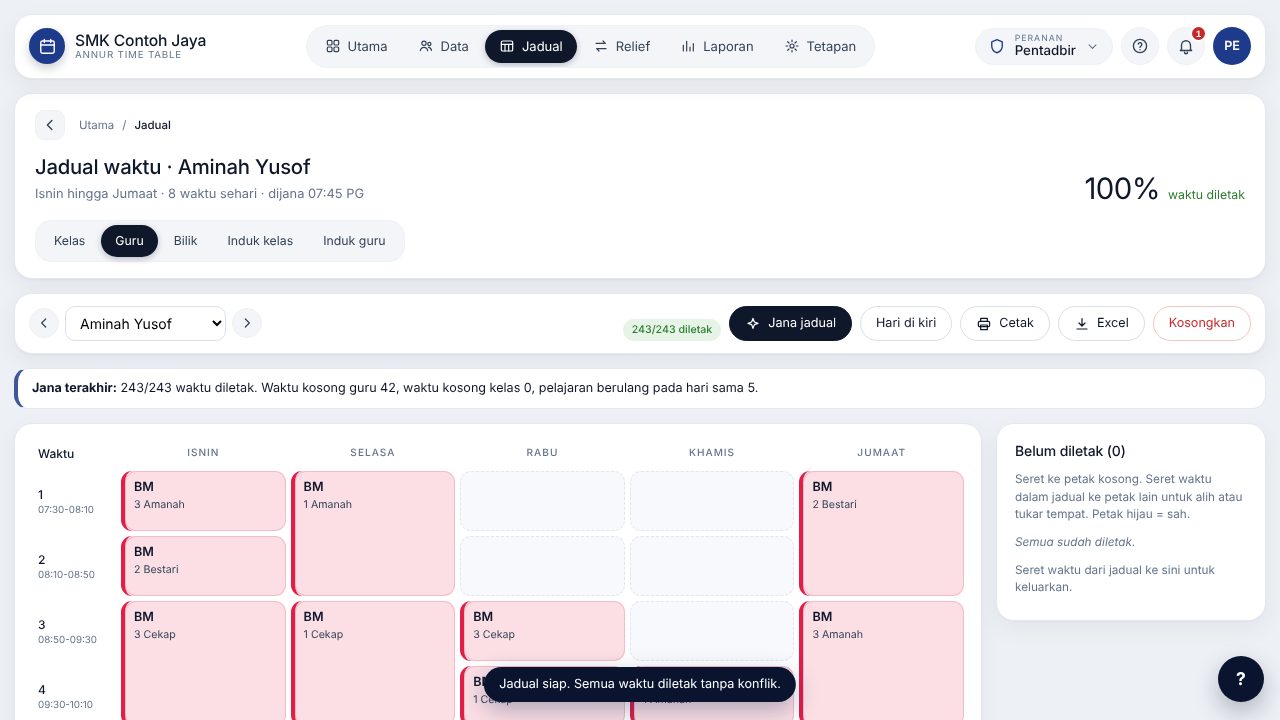 SMK Contoh Jaya
ANNUR TIME TABLE
Utama
Data
Jadual
Relief
Laporan
Tetapan
PERANAN
Pentadbir
1
PE
Utama / Jadual
Jadual waktu · Aminah Yusof
Isnin hingga Jumaat · 8 waktu sehari · dijana 07:45 PG
100% waktu diletak
Kelas
Guru
Bilik
Induk kelas
Induk guru
Aminah Yusof
243/243 diletak
Jana jadual
Hari di kiri
Cetak
Excel
Kosongkan
Jana terakhir: 243/243 waktu diletak. Waktu kosong guru 42, waktu kosong kelas 0, pelajaran berulang pada hari sama 5.
Waktu ISNIN SELASA RABU KHAMIS JUMAAT
1
07:30-08:10
BM
3 Amanah
BM
1 Amanah
BM
2 Bestari
2
08:10-08:50
BM
2 Bestari
3
08:50-09:30
BM
3 Cekap
BM
1 Cekap
BM
3 Cekap
BM
3 Amanah
4
09:30-10:10
Jadual siap. Semua waktu diletak tanpa konflik.
Belum diletak (0)
Seret ke petak kosong. Seret waktu
dalam jadual ke petak lain untuk alih atau
tukar tempat. Petak hijau = sah.
Semua sudah diletak.
Seret waktu dari jadual ke sini untuk
keluarkan.
?